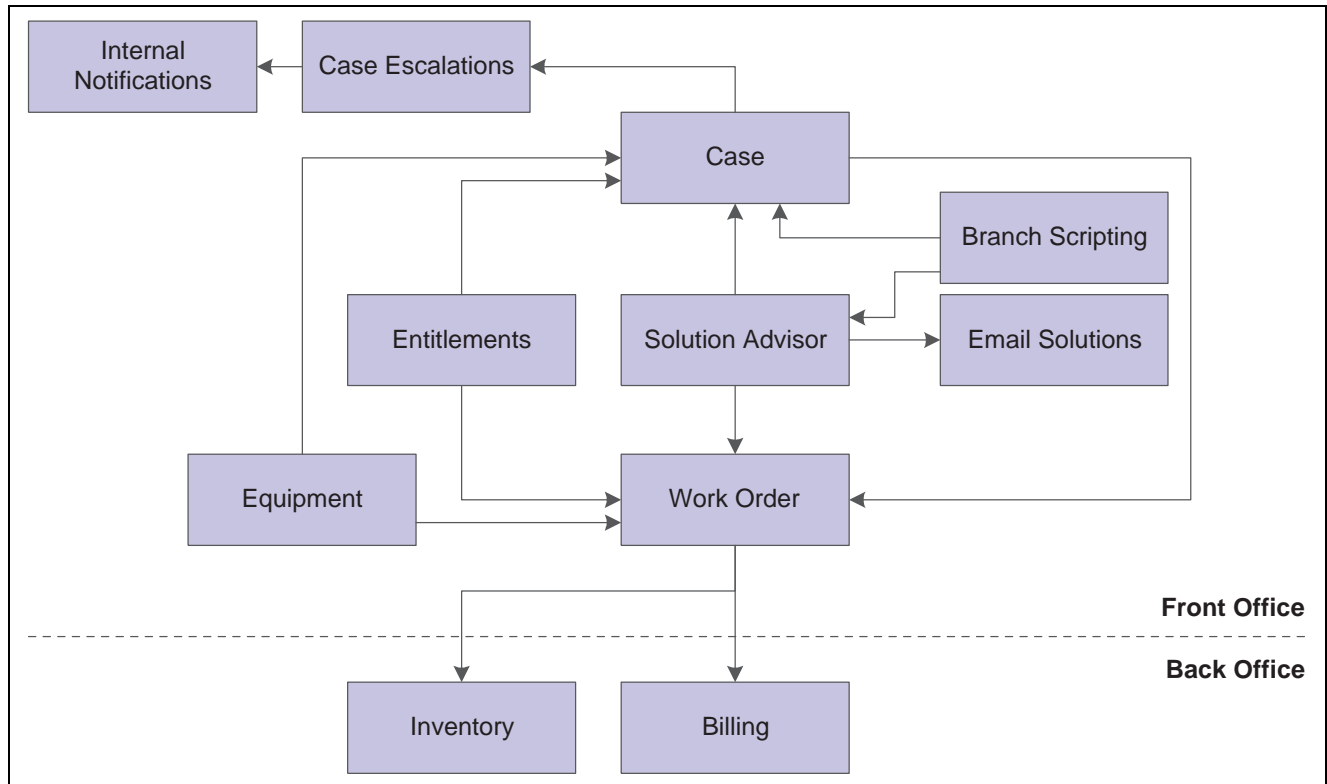 Internal
Notifications
Case Escalations
Case
Branch Scripting
Entitlements
Solution Advisor
Email Solutions
Equipment
Work Order
Front Office
Back Office
Inventory
Billing